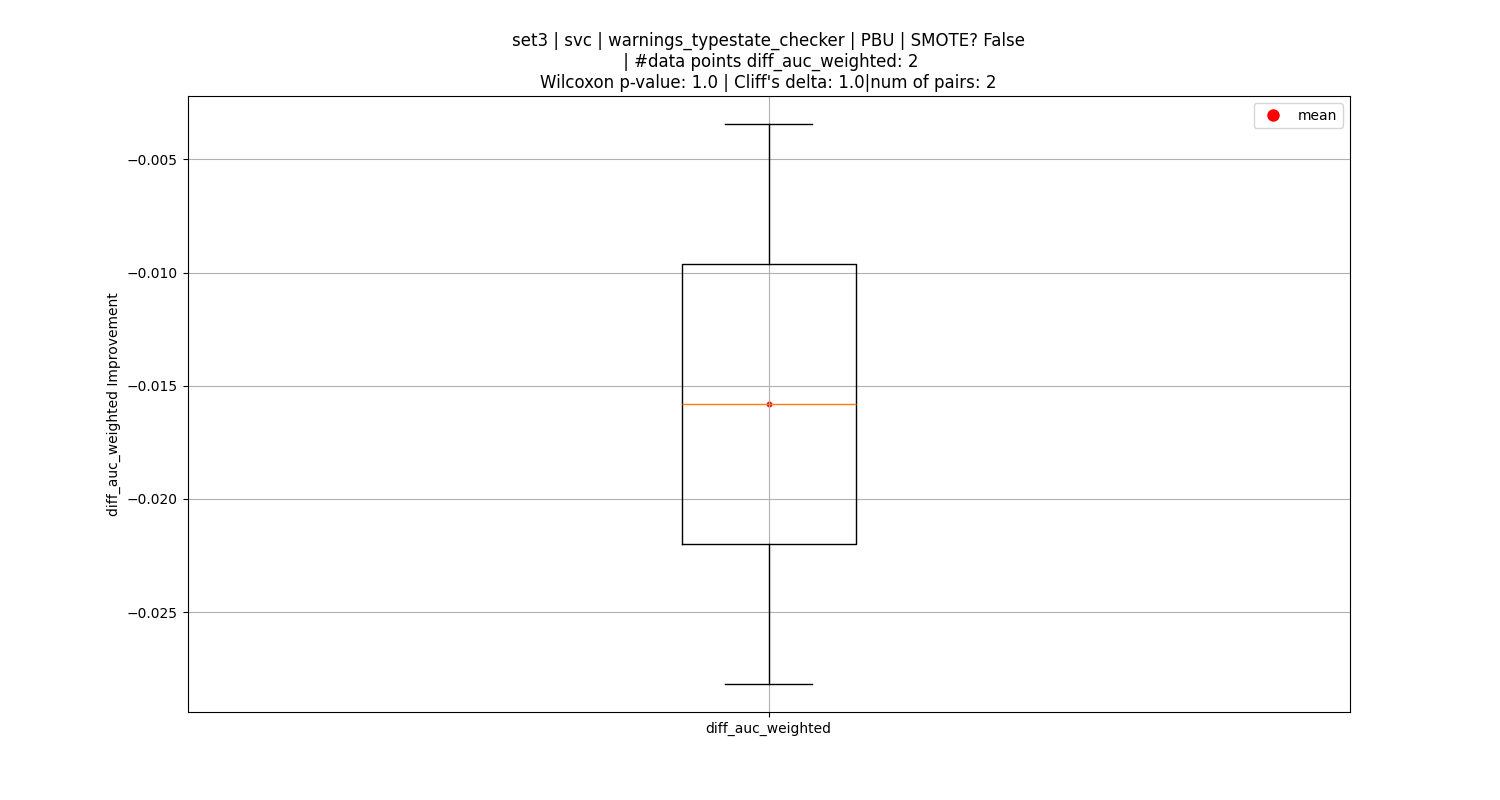 set3 | svc | warnings_typestate_checker | PBU | SMOTE? False
| #data points diff_auc_weighted: 2
Wilcoxon p-value: 1.0 | Cliff's delta: 1.0|num of pairs: 2
mean
−0.005
−0.010
−0.015
−0.020
−0.025
diff_auc_weighted Improvement
diff_auc_weighted